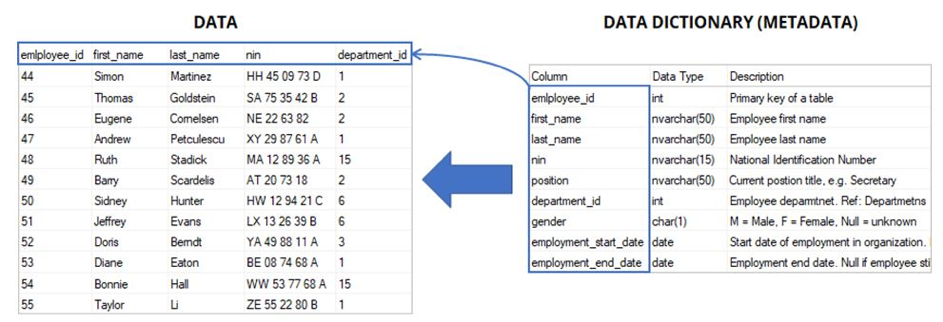 DATA
emlployee_id first_name last_name nin department_id
44 Simon Martinez HH 45 09 73 D 1
45 Thomas Goldstein SA 75 35 42 B 2
46 Eugene Comelsen NE 22 63 82 2
47 Andrew Petculescu XY 29 87 61 A 1
48 Ruth Stadick MA 12 89 36 A 15
49 Barry Scardelis AT 20 73 18 2
50 Sidney Hunter HW 12 94 21 C 6
51 Jeffrey Evans LX 13 26 39 B 6
52 Doris Berndt YA 49 88 11 A 3
53 Diane Eaton BE 08 74 68 A 1
54 Bonnie Hall WW 53 77 68 A 15
55 Taylor Li ZE 55 22 80 B 1
DATA DICTIONARY (METADATA)
Column Data Type Description
emlployee_id int Primary key of a table
first_name nvarchar(50) Employee first name
last_name nvarchar(50) Employee last name
nin nvarchar(15) National Identification Number
position nvarchar(50) Current postion title, e.g. Secretary
department_id int Employee deparmtnet. Ref: Departmetns
gender char(1) M = Male, F = Female, Null = unknown
employment_start_date date Start date of employment in organization.
employment_end_date date Employment end date. Null if employee sti